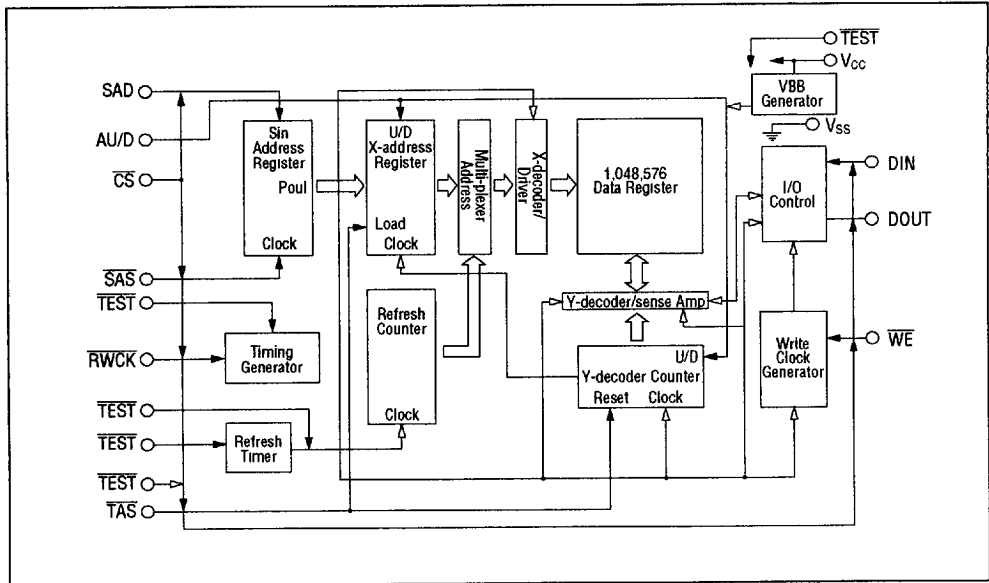 TEST
SAD
VCC
VBB
Generator
AU/D
Sin
Address
Register
Poul
Clock
U/D
X-address
Register
Load
Clock
Multi-plexer
Address
X-decoder/
Driver
1,048,576
Data Register
VSS
DIN
I/O
Control
DOUT
CS
SAS
TEST
Refresh
Counter
Clock
Y-decoder/sense Amp
RWCK
Timing
Generator
U/D
Y-decoder Counter
Reset Clock
Write
Clock
Generator
WE
TEST
TEST
Refresh
Timer
TEST
TAS